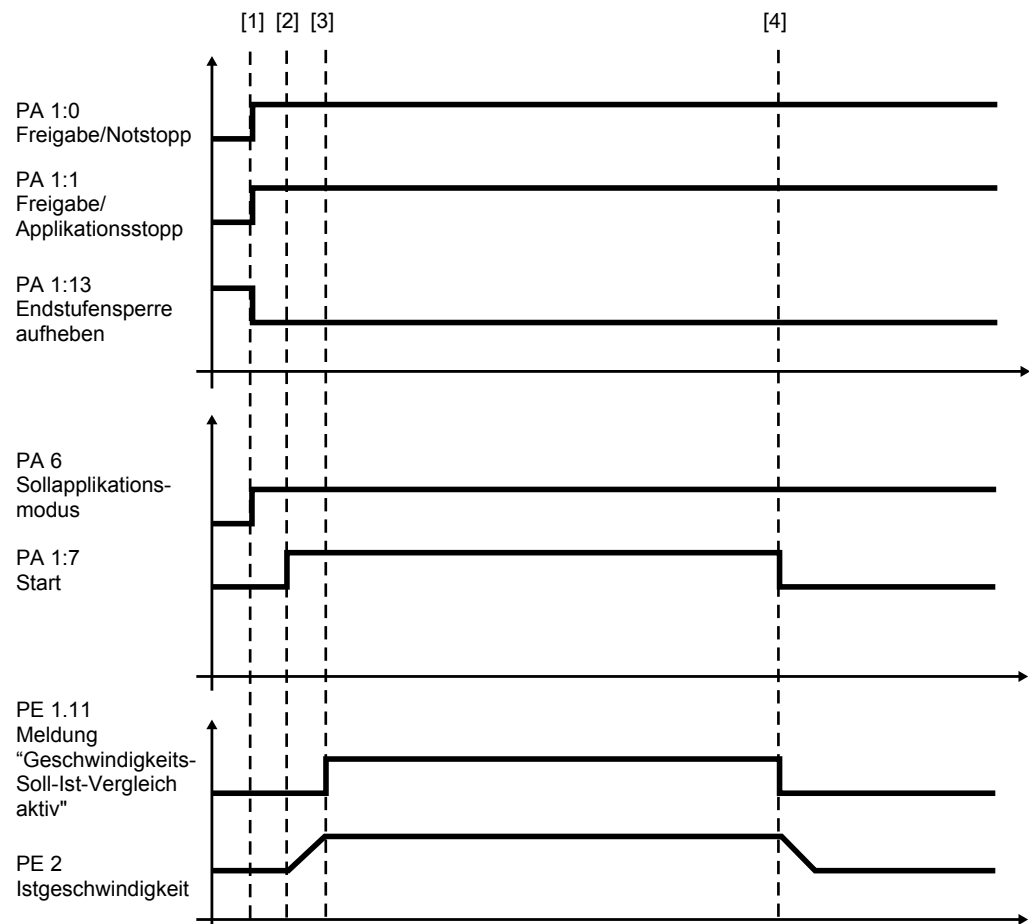 [1] [2] [3] [4]
PA 1:0
Freigabe/Notstopp
PA 1:1
Freigabe/
Applikationsstopp
PA 1:13
Endstufensperre
aufheben
PA 6
Sollapplikations-
modus
PA 1:7
Start
PE 1.11
Meldung
“Geschwindigkeits-
Soll-Ist-Vergleich
aktiv"
PE 2
Istgeschwindigkeit